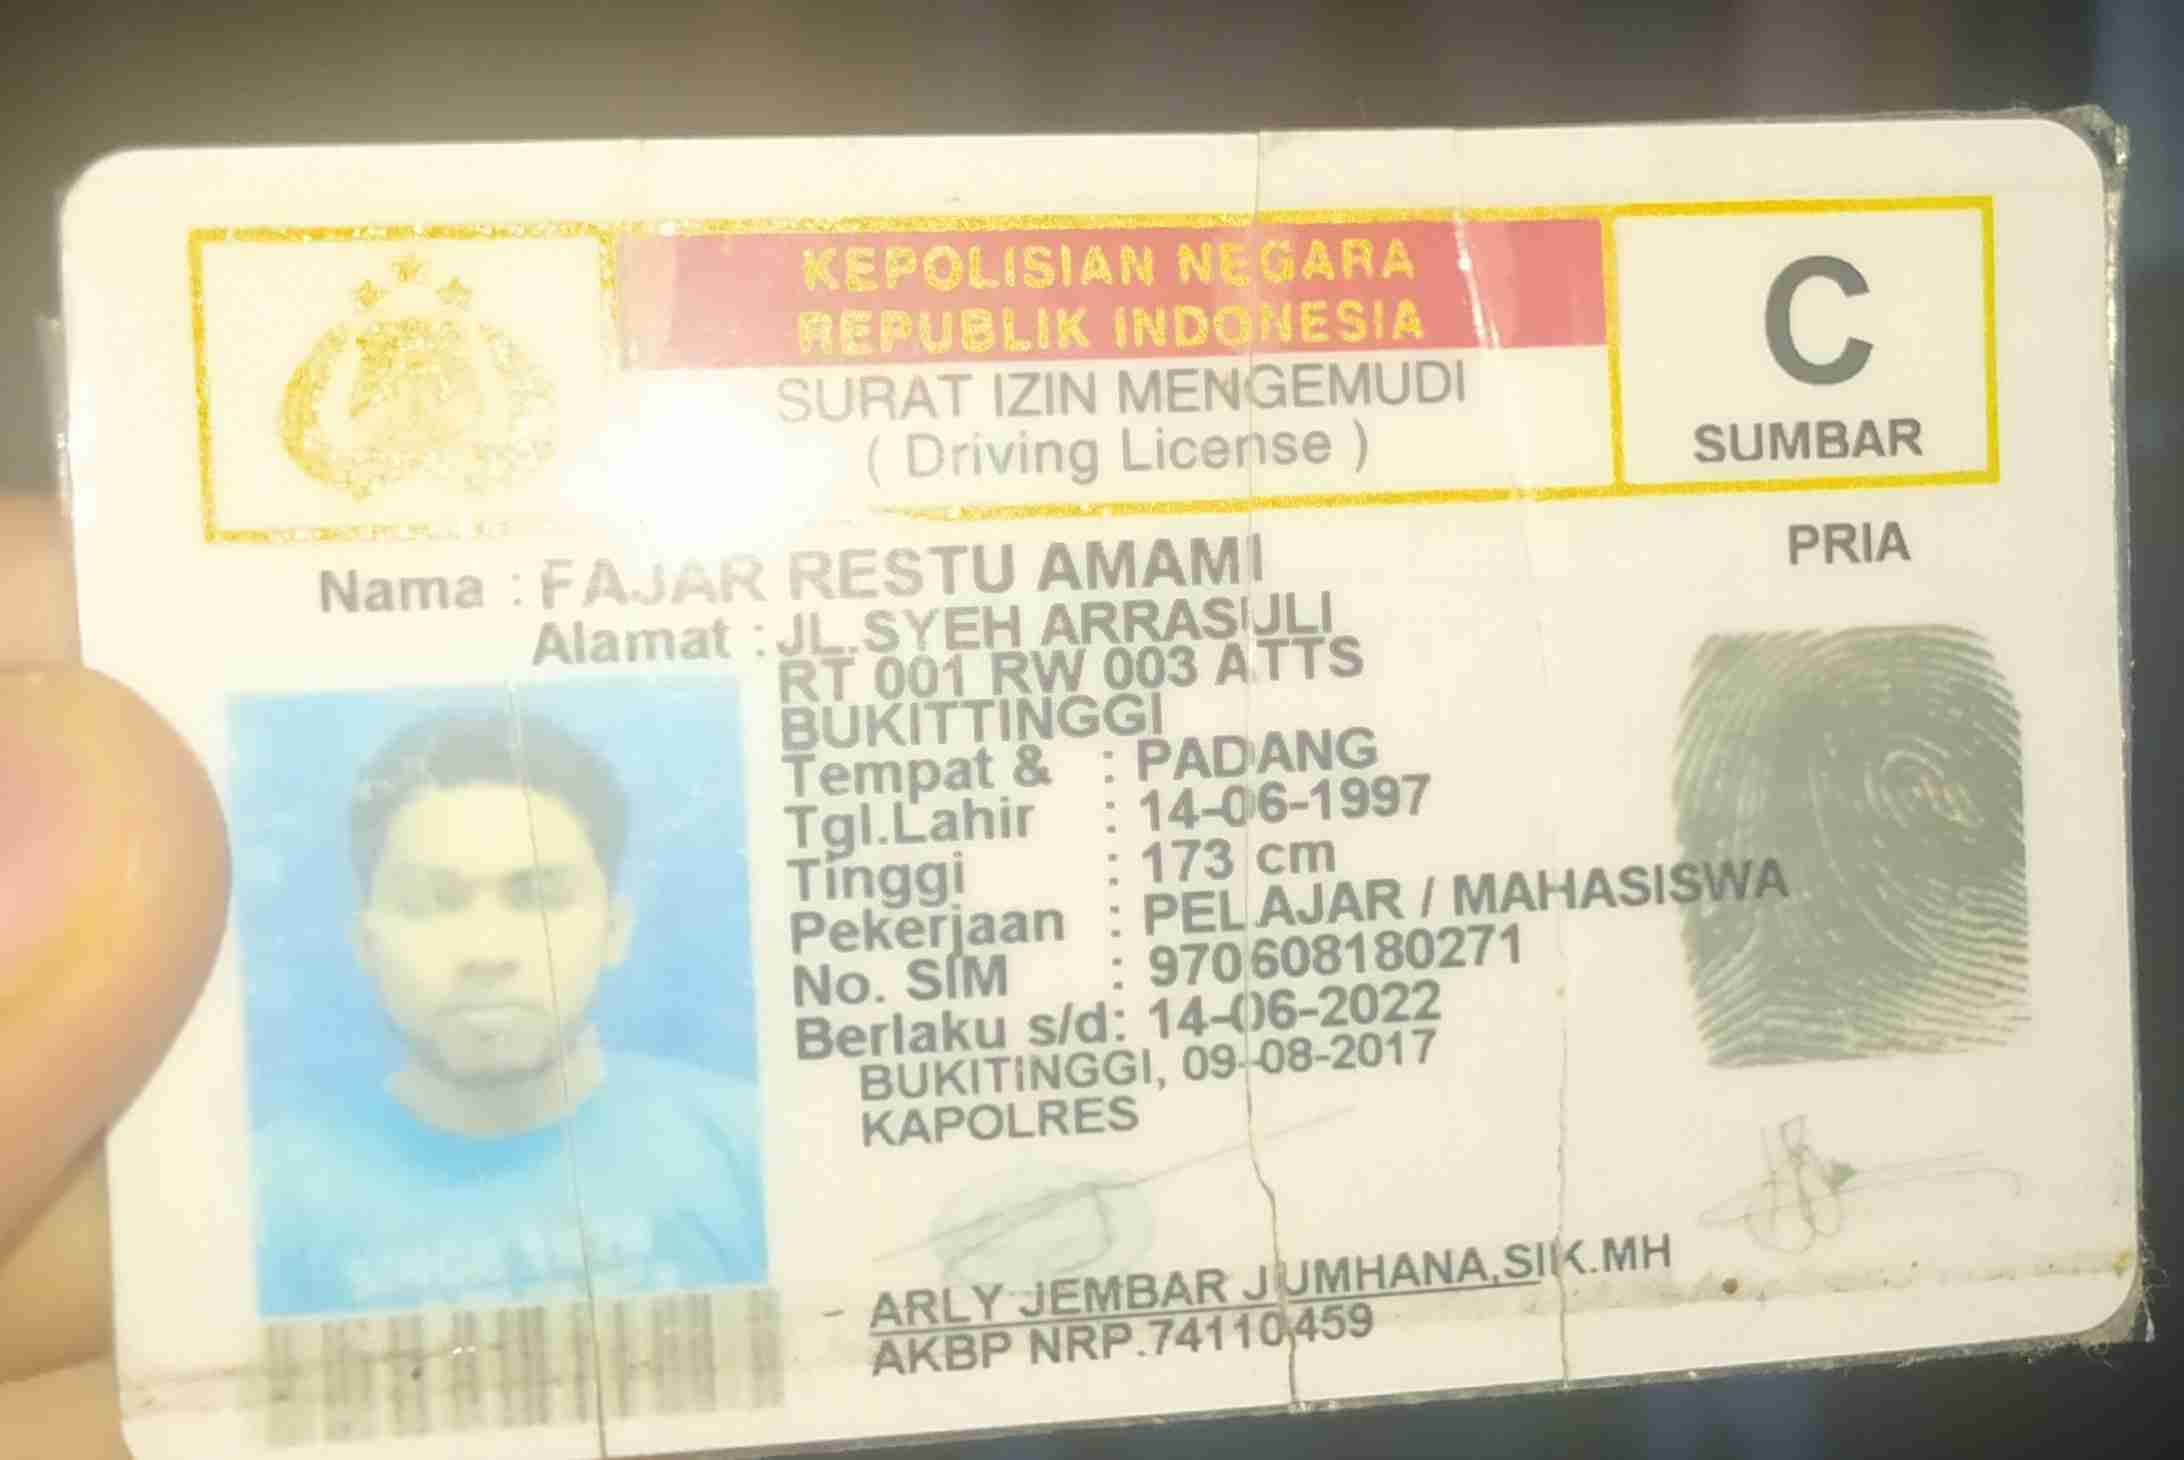 KEPOLISIAN NEGARA
REPUBLIK INDONESIA
SURAT IZIN MENGEMUDI
( Driving License )
C
SUMBAR
PRIA
Nama : FAJAR RESTU AMAMI
Alamat : JL.SYEH ARRASULI
RT 001 RW 003 ATTS
BUKITTINGGI
Tempat & : PADANG
Tgl.Lahir : 14-06-1997
Tinggi : 173 cm
Pekerjaan : PELAJAR / MAHASISWA
No. SIM : 970608180271
Berlaku s/d: 14-06-2022
BUKITINGGI, 09-08-2017
KAPOLRES
ARLY JEMBAR JUMHANA,SIK.MH
AKBP NRP.74110459